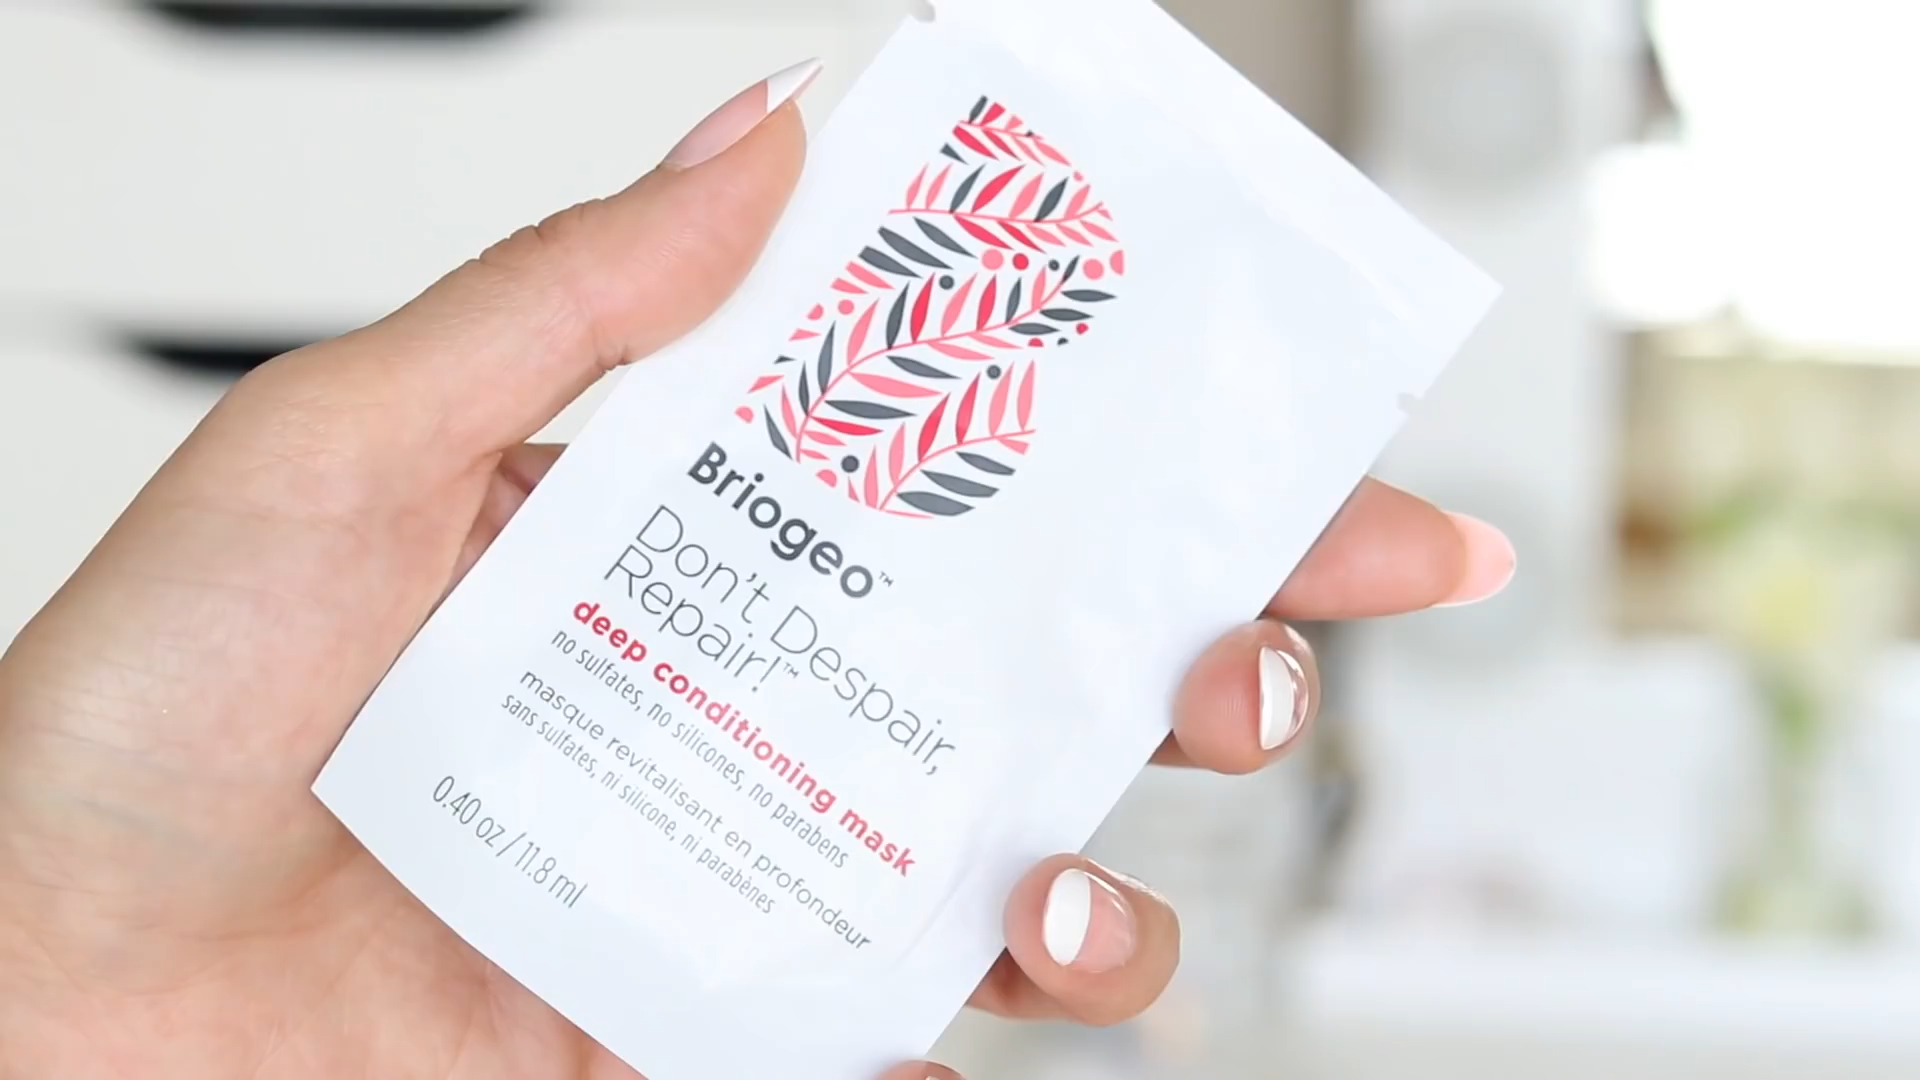 Briogeo™
Don't Despair,
Repair!™
deep conditioning mask
no sulfates, no silicones, no parabens
masque revitalisant en profondeur
sans sulfates, ni silicone, ni parabènes
0.40 oz / 11.8 ml